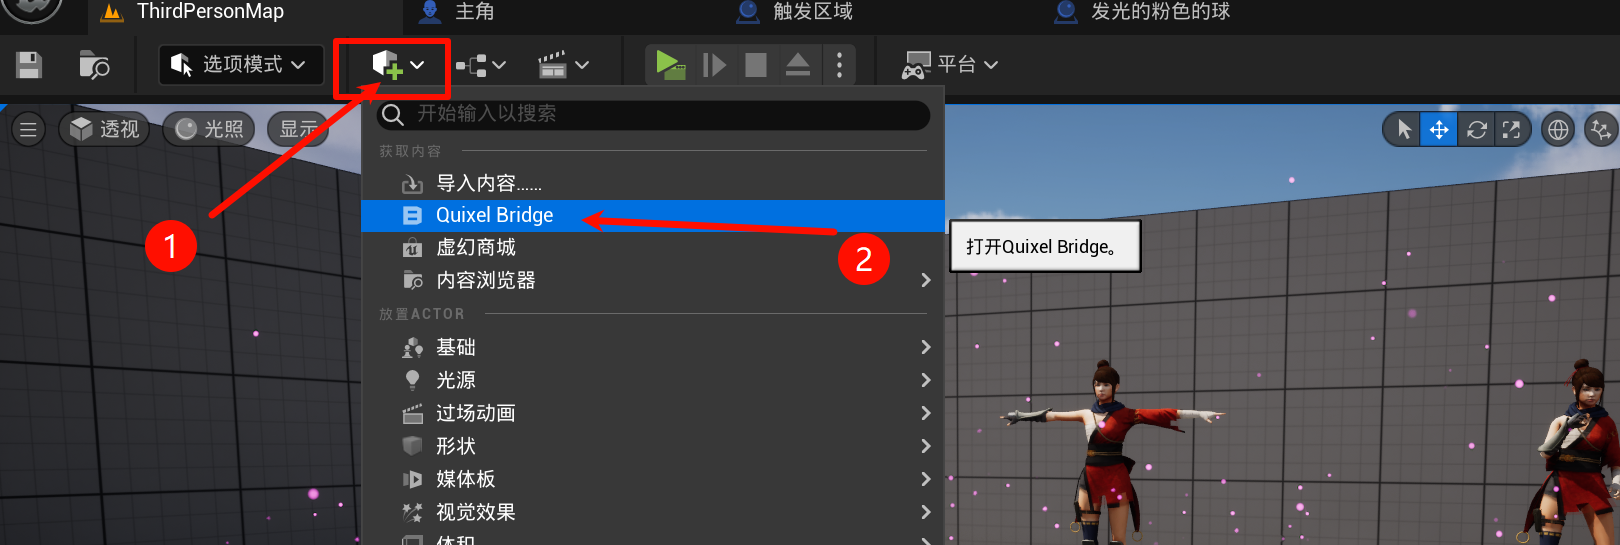 ThirdPersonMap
主角
触发区域
发光的粉色的球
选项模式
平台
透视
光照
显示
开始输入以搜索
获取内容
导入内容......
Quixel Bridge
虚幻商城
内容浏览器
放置ACTOR
基础
光源
过场动画
形状
媒体板
视觉效果
体积
打开Quixel Bridge。
1
2